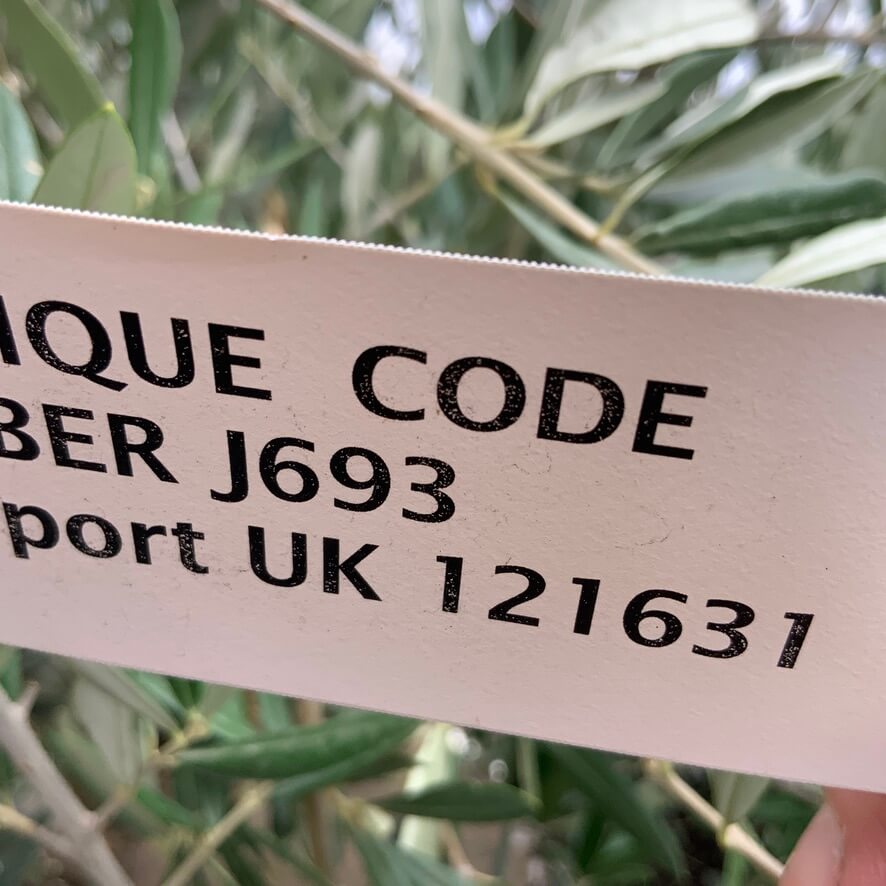 IQUE CODE
BER J693
port UK 121631